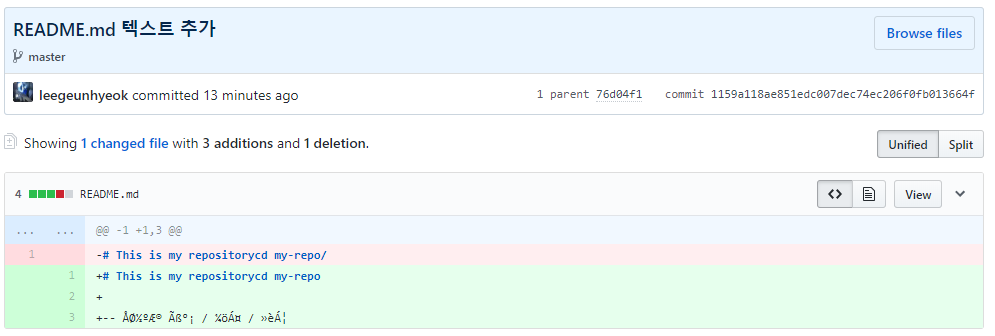 README.md 텍스트 추가
Browse files
master
leegeunhyeok committed 13 minutes ago
1 parent 76d04f1 commit 1159a118ae851edc007dec74ec206f0fb013664f
Showing 1 changed file with 3 additions and 1 deletion.
Unified Split
4 README.md
View
... ... @@ -1 +1,3 @@
1 -# This is my repositorycd my-repo/
1 +# This is my repositorycd my-repo
2 +
3 +-- ÅØ½ºÆ® Ãß°¡ / ¼öÁ¤ / »èÁ¦